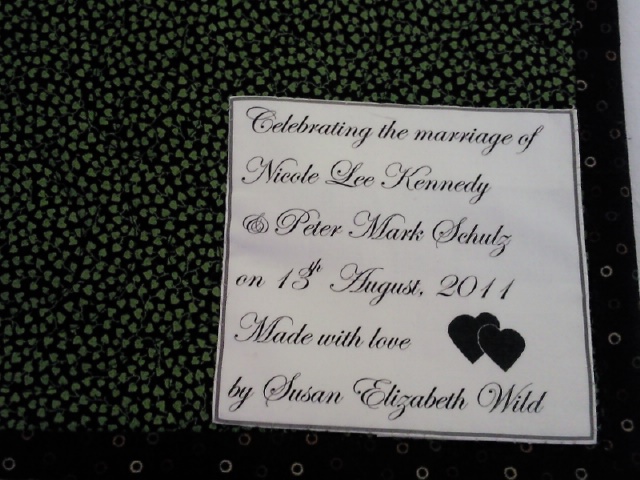 Celebrating the marriage of
Nicole Lee Kennedy
& Peter Mark Schulz
on 13th August, 2011
Made with love
by Susan Elizabeth Wild